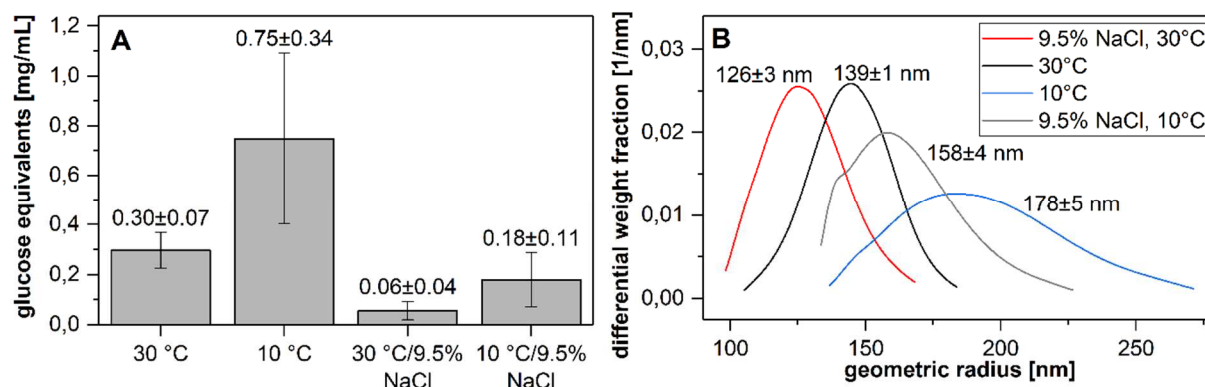 A
glucose equivalents [mg/mL]
1,2
1,0
0,8
0,6
0,4
0,2
0,0
0.30±0.07
0.75±0.34
0.06±0.04
0.18±0.11
30 °C
10 °C
30 °C/9.5%
NaCl
10 °C/9.5%
NaCl
B
differential weight fraction [1/nm]
0,03
0,02
0,01
0,00
126±3 nm
139±1 nm
158±4 nm
178±5 nm
9.5% NaCl, 30°C
30°C
10°C
9.5% NaCl, 10°C
100
150
200
250
geometric radius [nm]